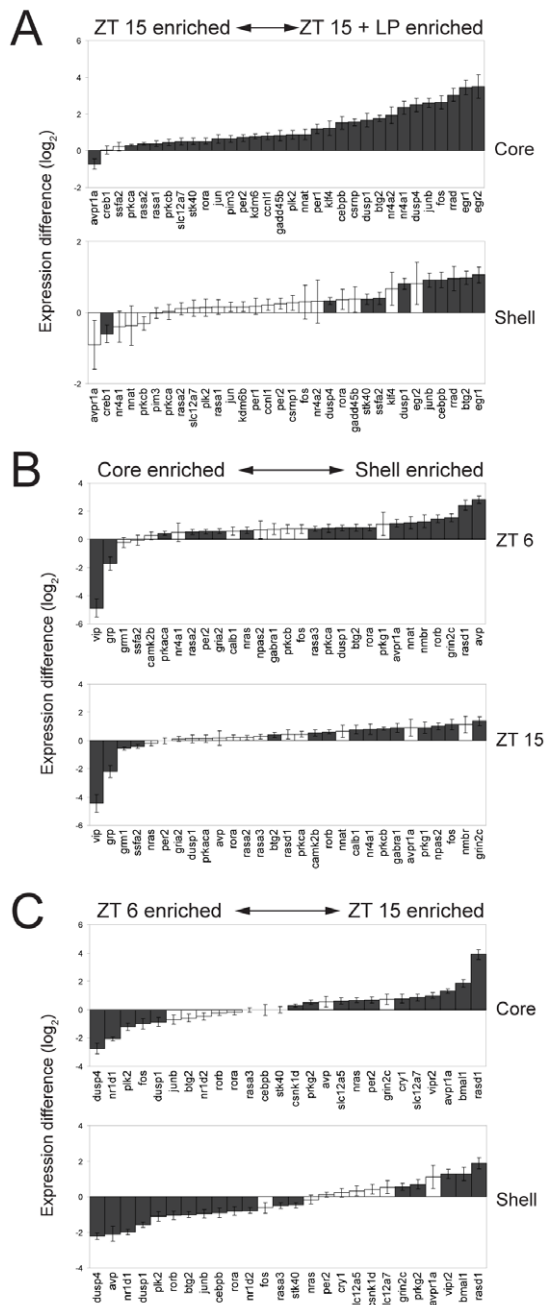 A
ZT 15 enriched ZT 15 + LP enriched
Expression difference (log2)
6
4
2
0
-2
Core
avpr1a creb1 ssfa2 prkca rasa2 rasa1 prkcb slc12a7 stk40 rora jun pim3 per2 kdm6 ccnl1 gadd45b plk2 nnat per1 klf4 cebpb csrnp dusp1 btg2 nr4a2 nr4a1 dusp4 junb fos rrad egr1 egr2
2
0
-2
Shell
avpr1a creb1 nr4a1 nnat prkcb pim3 prkca rasa2 slc12a7 plk2 rasa1 jun kdm6b per1 ccnl1 per2 csrnp1 fos nr4a2 dusp4 rora gadd45b stk40 ssfa2 klf4 dusp1 egr2 junb cebpb rrad btg2 egr1
B
Core enriched Shell enriched
Expression difference (log2)
4
2
0
-2
-4
-6
ZT 6
vip grp grm1 ssfa2 camk2b prkaca nr4a1 rasa2 per2 gria2 calb1 nras npas2 gabra1 prkcb fos rasa3 prkca dusp1 btg2 rora prkg1 avpr1a nnat nmbr rorb grin2c rasd1 avp
4
2
0
-2
-4
-6
ZT 15
vip grp grm1 ssfa2 nras per2 gria2 dusp1 prkaca avp rora rasa2 rasa3 btg2 rasd1 prkca camk2b rorb nnat calb1 nr4a1 prkcb gabra1 avpr1a prkg1 npas2 fos nmbr grin2c
C
ZT 6 enriched ZT 15 enriched
Expression difference (log2)
6
4
2
0
-2
-4
Core
dusp4 nr1d1 plk2 fos dusp1 junb btg2 nr1d2 rorb rora rasa3 cebpb stk40 csnk1d prkg2 avp slc12a5 nras per2 grin2c cry1 slc12a7 vipr2 avpr1a bmal1 rasd1
4
2
0
-2
-4
Shell
dusp4 avp nr1d1 dusp1 plk2 rorb btg2 junb cebpb rora nr1d2 fos rasa3 stk40 nras per2 cry1 slc12a5 csnk1d slc12a7 grin2c prkg2 avpr1a vipr2 bmal1 rasd1